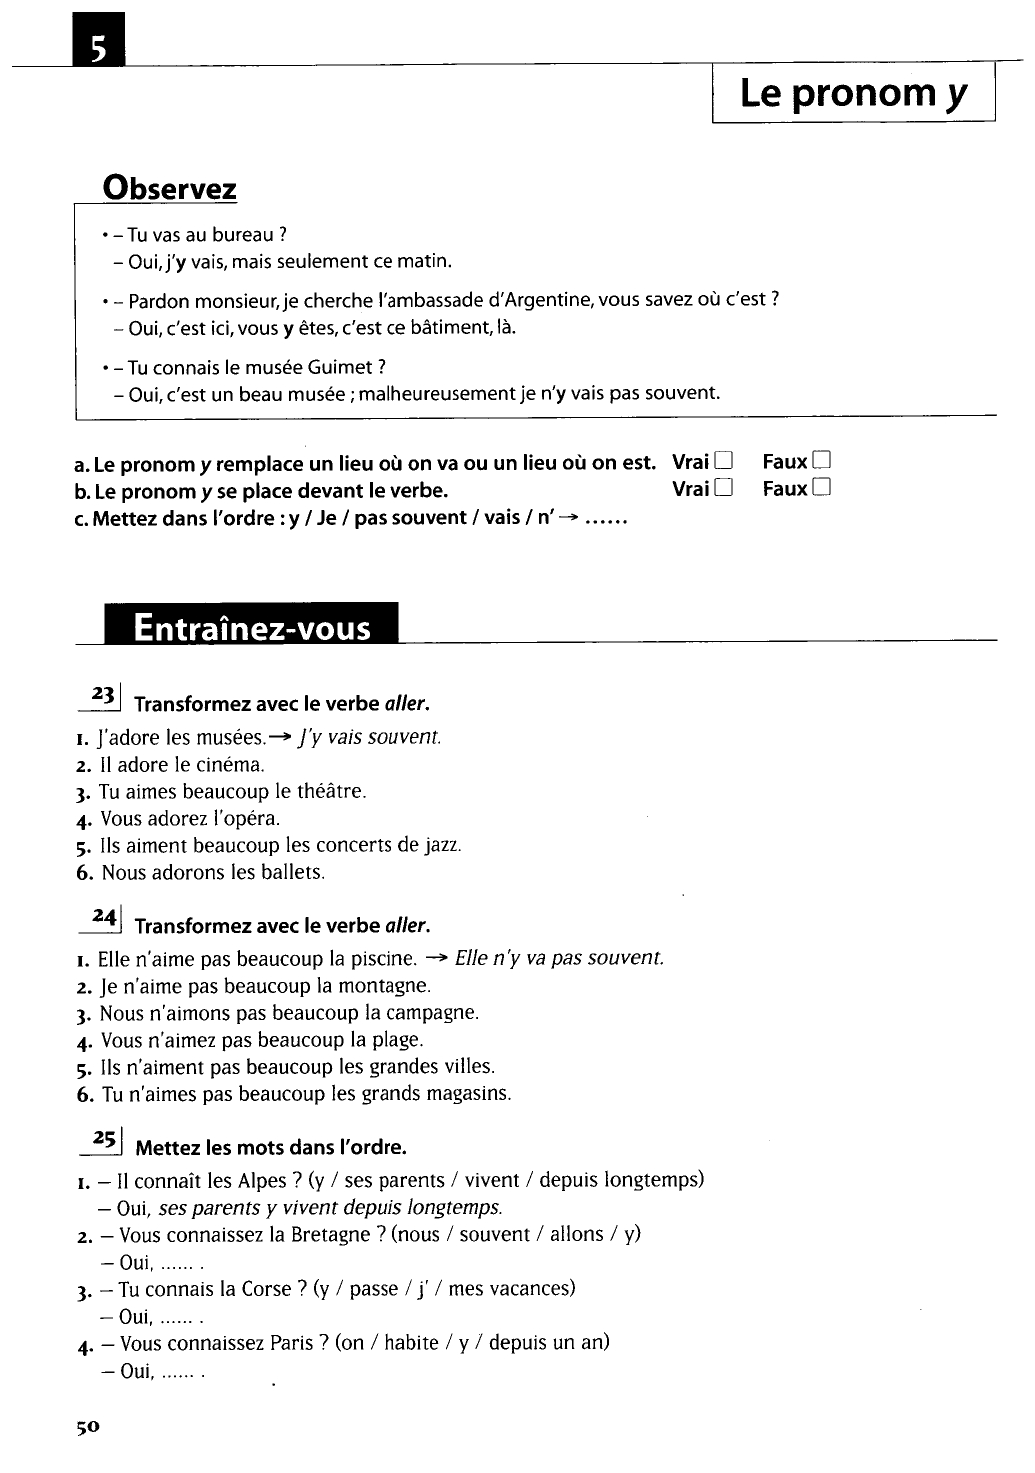 5
Le pronom y
Observez
• – Tu vas au bureau ?
– Oui, j'y vais, mais seulement ce matin.
• – Pardon monsieur, je cherche l'ambassade d'Argentine, vous savez où c'est ?
– Oui, c'est ici, vous y êtes, c'est ce bâtiment, là.
• – Tu connais le musée Guimet ?
– Oui, c'est un beau musée ; malheureusement je n'y vais pas souvent.
a. Le pronom y remplace un lieu où on va ou un lieu où on est. Vrai □ Faux □
b. Le pronom y se place devant le verbe. Vrai □ Faux □
c. Mettez dans l'ordre : y / Je / pas souvent / vais / n' → ......
Entraînez-vous
23 Transformez avec le verbe aller.
1. J'adore les musées. → J'y vais souvent.
2. Il adore le cinéma.
3. Tu aimes beaucoup le théâtre.
4. Vous adorez l'opéra.
5. Ils aiment beaucoup les concerts de jazz.
6. Nous adorons les ballets.
24 Transformez avec le verbe aller.
1. Elle n'aime pas beaucoup la piscine. → Elle n'y va pas souvent.
2. Je n'aime pas beaucoup la montagne.
3. Nous n'aimons pas beaucoup la campagne.
4. Vous n'aimez pas beaucoup la plage.
5. Ils n'aiment pas beaucoup les grandes villes.
6. Tu n'aimes pas beaucoup les grands magasins.
25 Mettez les mots dans l'ordre.
1. – Il connaît les Alpes ? (y / ses parents / vivent / depuis longtemps)
– Oui, ses parents y vivent depuis longtemps.
2. – Vous connaissez la Bretagne ? (nous / souvent / allons / y)
– Oui, ...... .
3. – Tu connais la Corse ? (y / passe / j' / mes vacances)
– Oui, ...... .
4. – Vous connaissez Paris ? (on / habite / y / depuis un an)
– Oui, ...... .
50